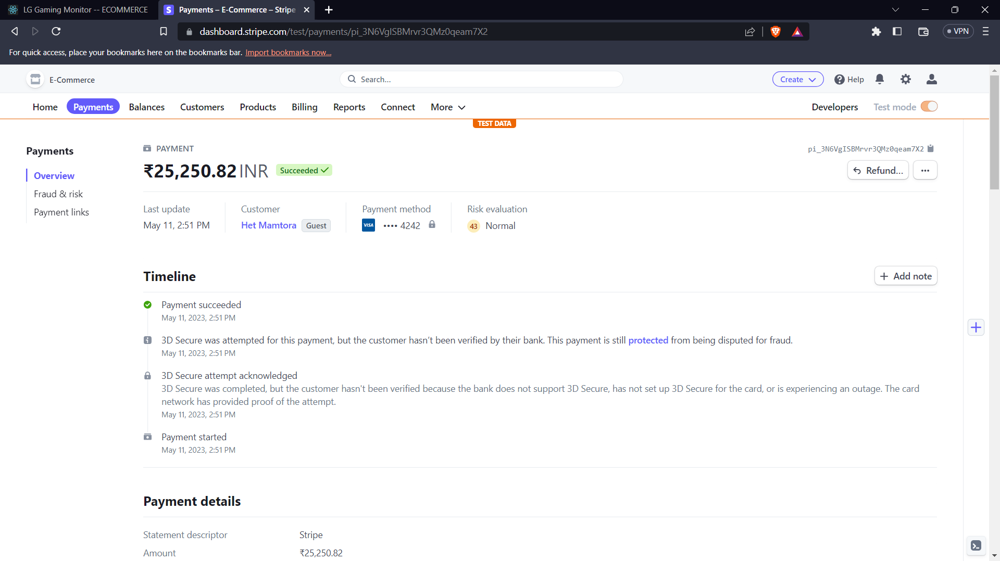 LG Gaming Monitor -- ECOMMERCE
Payments – E-Commerce – Stripe
dashboard.stripe.com/test/payments/pi_3N6VgISBMrvr3QMz0qeam7X2
VPN
For quick access, place your bookmarks here on the bookmarks bar. Import bookmarks now...
E-Commerce
Search...
Create
Help
Home
Payments
Balances
Customers
Products
Billing
Reports
Connect
More
Developers
Test mode
TEST DATA
Payments
Overview
Fraud & risk
Payment links
PAYMENT
pi_3N6VgISBMrvr3QMz0qeam7X2
₹25,250.82 INR
Succeeded
Refund...
Last update
May 11, 2:51 PM
Customer
Het Mamtora Guest
Payment method
VISA •••• 4242
Risk evaluation
43 Normal
Timeline
Add note
Payment succeeded
May 11, 2023, 2:51 PM
3D Secure was attempted for this payment, but the customer hasn’t been verified by their bank. This payment is still protected from being disputed for fraud.
May 11, 2023, 2:51 PM
3D Secure attempt acknowledged
3D Secure was completed, but the customer hasn't been verified because the bank does not support 3D Secure, has not set up 3D Secure for the card, or is experiencing an outage. The card
network has provided proof of the attempt.
May 11, 2023, 2:51 PM
Payment started
May 11, 2023, 2:51 PM
Payment details
Statement descriptor
Stripe
Amount
₹25,250.82